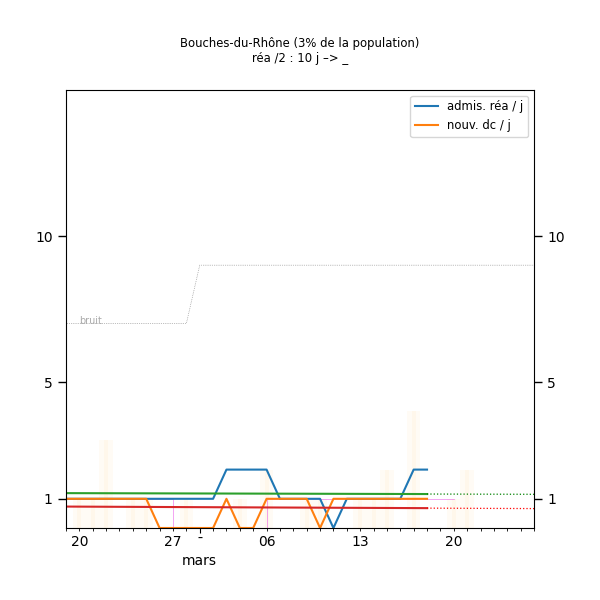 Bouches-du-Rhône (3% de la population)
réa /2 : 10 j –> _
admis. réa / j
nouv. dc / j
10 10
bruit
5 5
1 1
20 27 - 06 13 20
mars